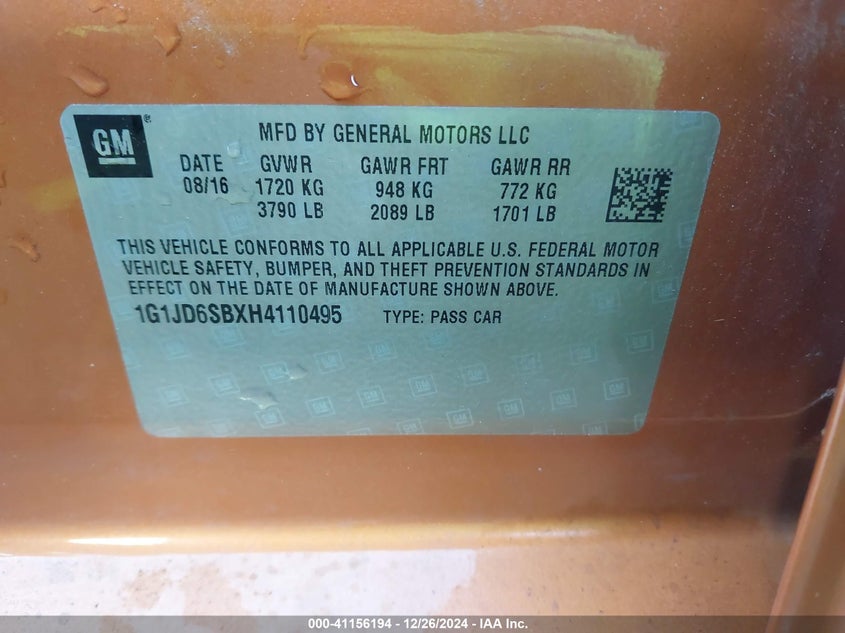 GM®
MFD BY GENERAL MOTORS LLC
DATE GVWR GAWR FRT GAWR RR
08/16 1720 KG 948 KG 772 KG
3790 LB 2089 LB 1701 LB
THIS VEHICLE CONFORMS TO ALL APPLICABLE U.S. FEDERAL MOTOR
VEHICLE SAFETY, BUMPER, AND THEFT PREVENTION STANDARDS IN
EFFECT ON THE DATE OF MANUFACTURE SHOWN ABOVE.
1G1JD6SBXH4110495 TYPE: PASS CAR
000-41156194 - 12/26/2024 - IAA Inc.